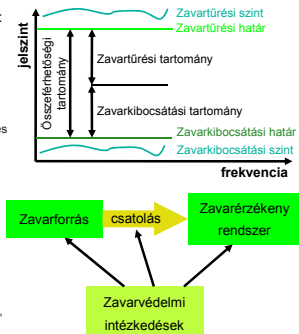 Zavartűrési szint
Zavartűrési határ
jelszint
Összeférhetőségi
tartomány
Zavartűrési tartomány
Zavarkibocsátási tartomány
Zavarkibocsátási határ
Zavarkibocsátási szint
frekvencia
Zavarforrás
csatolás
Zavarérzékeny
rendszer
Zavarvédelmi
intézkedések